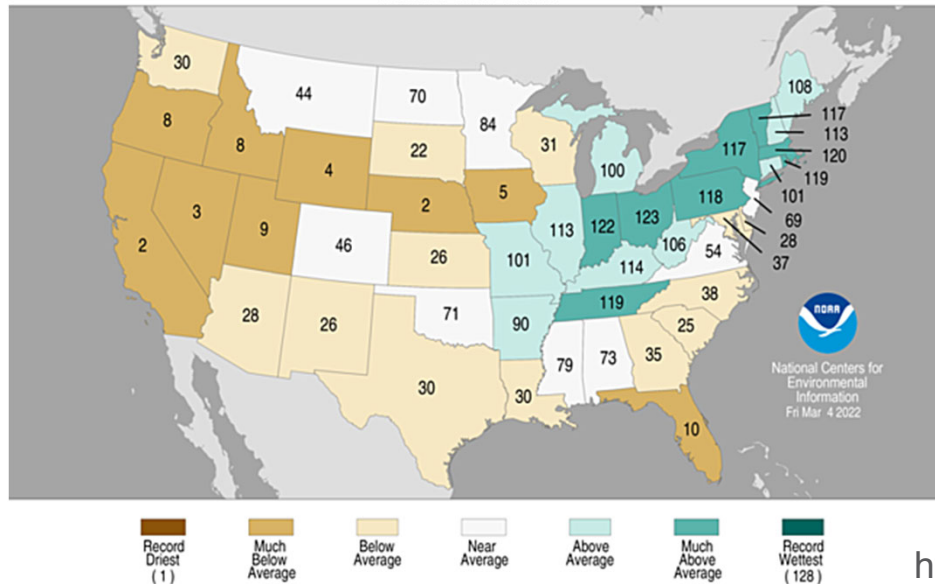 30
44
70
84
31
100
108
117
113
120
119
101
69
28
37
8
8
4
22
2
5
113
122
123
118
117
2
3
9
46
26
101
114
106
54
28
26
71
90
119
38
25
35
79
73
30
30
10
NOAA
National Centers for
Environmental
Information
Fri Mar 4 2022
Record
Driest
(1)
Much
Below
Average
Below
Average
Near
Average
Above
Average
Much
Above
Average
Record
Wettest
(128)
h